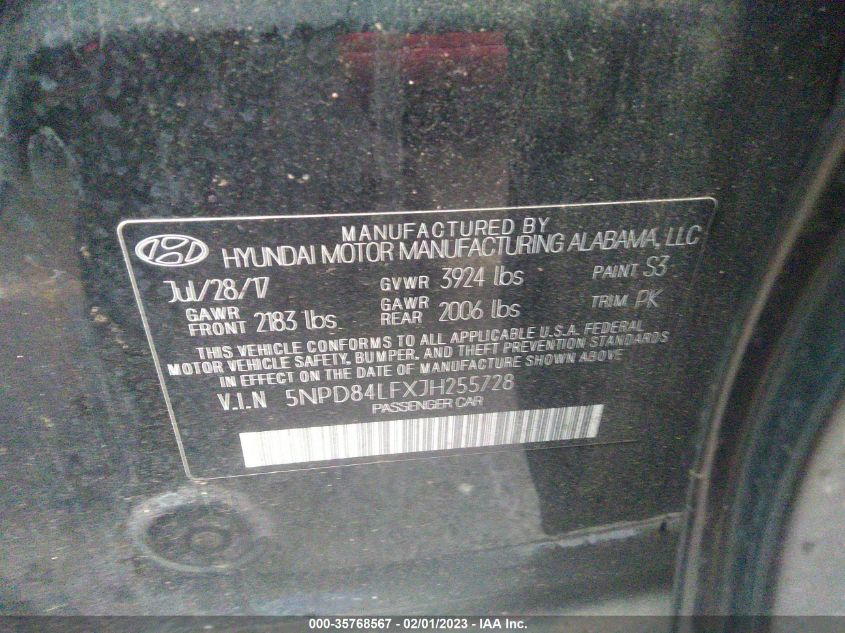 MANUFACTURED BY
HYUNDAI MOTOR MANUFACTURING ALABAMA, LLC
Jul/28/17 GVWR 3924 lbs PAINT S3
GAWR FRONT 2183 lbs GAWR REAR 2006 lbs TRIM PK
THIS VEHICLE CONFORMS TO ALL APPLICABLE U.S.A. FEDERAL
MOTOR VEHICLE SAFETY, BUMPER, AND THEFT PREVENTION STANDARDS
IN EFFECT ON THE DATE OF MANUFACTURE SHOWN ABOVE
V.I.N 5NPD84LFXJH255728
PASSENGER CAR
000-35768567 - 02/01/2023 - IAA Inc.